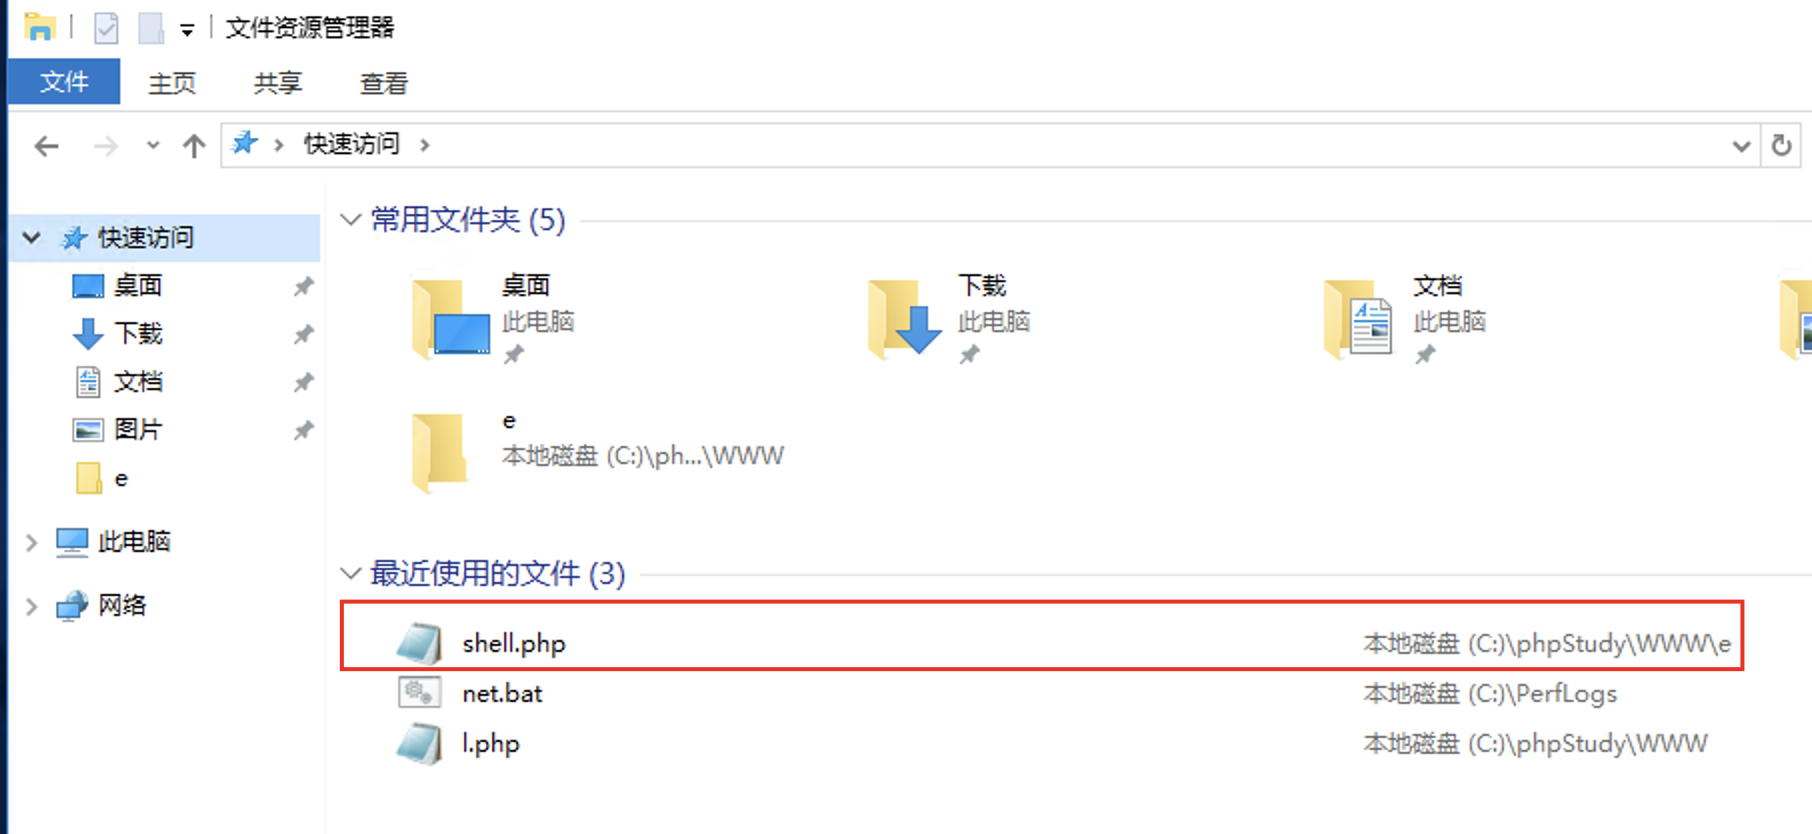 文件资源管理器
文件 主页 共享 查看
快速访问
快速访问
桌面
下载
文档
图片
e
此电脑
网络
常用文件夹 (5)
桌面
此电脑
下载
此电脑
文档
此电脑
e
本地磁盘 (C:)\ph...\WWW
最近使用的文件 (3)
shell.php 本地磁盘 (C:)\phpStudy\WWW\e
net.bat 本地磁盘 (C:)\PerfLogs
l.php 本地磁盘 (C:)\phpStudy\WWW